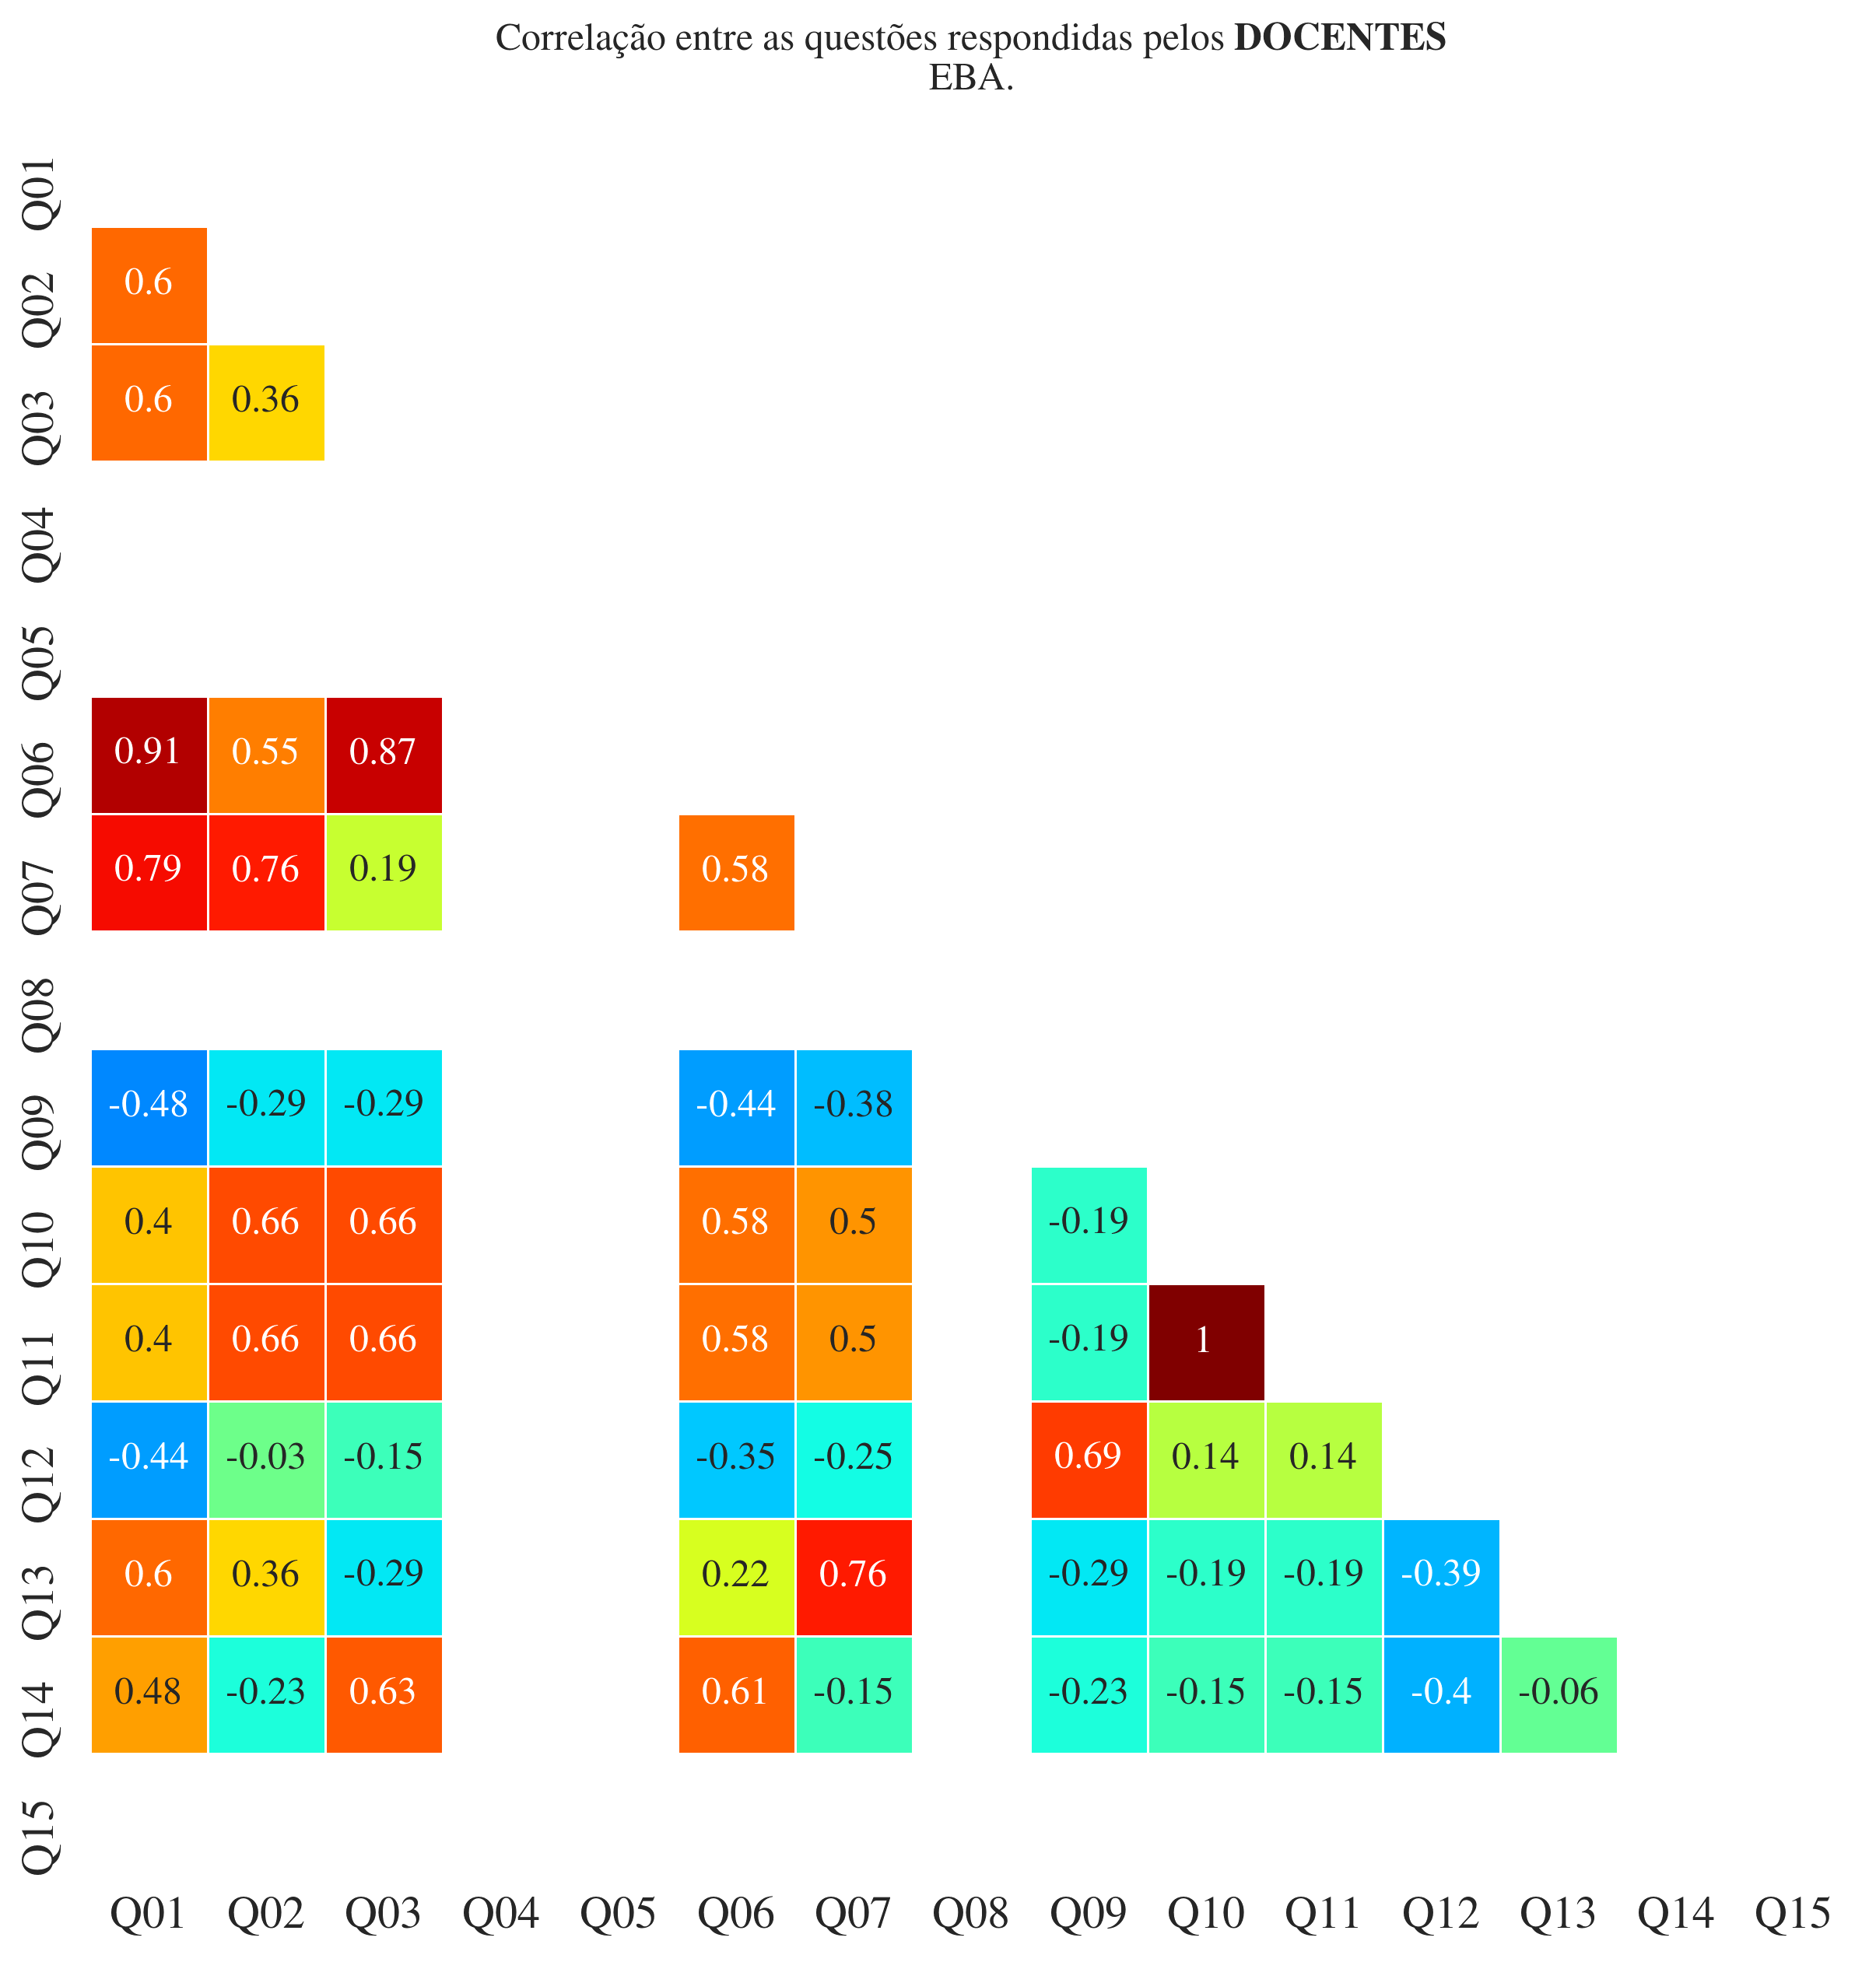 Correlação entre as questões respondidas pelos DOCENTES
EBA.
Q01
Q02 0.6
Q03 0.6 0.36
Q04
Q05
Q06 0.91 0.55 0.87
Q07 0.79 0.76 0.19 0.58
Q08
Q09 -0.48 -0.29 -0.29 -0.44 -0.38
Q10 0.4 0.66 0.66 0.58 0.5 -0.19
Q11 0.4 0.66 0.66 0.58 0.5 -0.19 1
Q12 -0.44 -0.03 -0.15 -0.35 -0.25 0.69 0.14 0.14
Q13 0.6 0.36 -0.29 0.22 0.76 -0.29 -0.19 -0.19 -0.39
Q14 0.48 -0.23 0.63 0.61 -0.15 -0.23 -0.15 -0.15 -0.4 -0.06
Q15
Q01 Q02 Q03 Q04 Q05 Q06 Q07 Q08 Q09 Q10 Q11 Q12 Q13 Q14 Q15